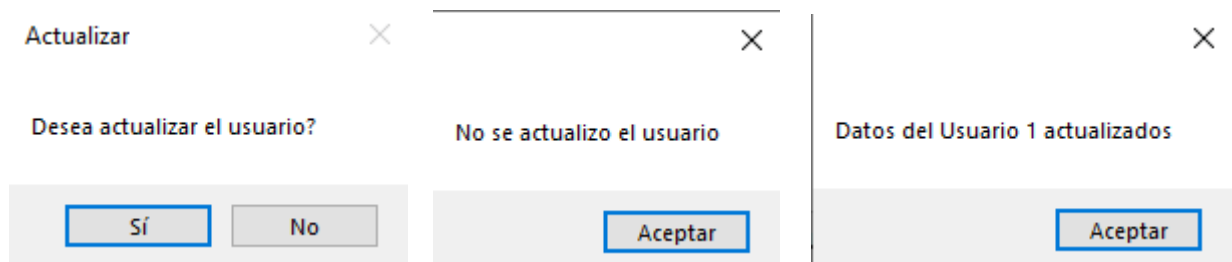 Actualizar
Desea actualizar el usuario?
Sí
No
No se actualizo el usuario
Aceptar
Datos del Usuario 1 actualizados
Aceptar